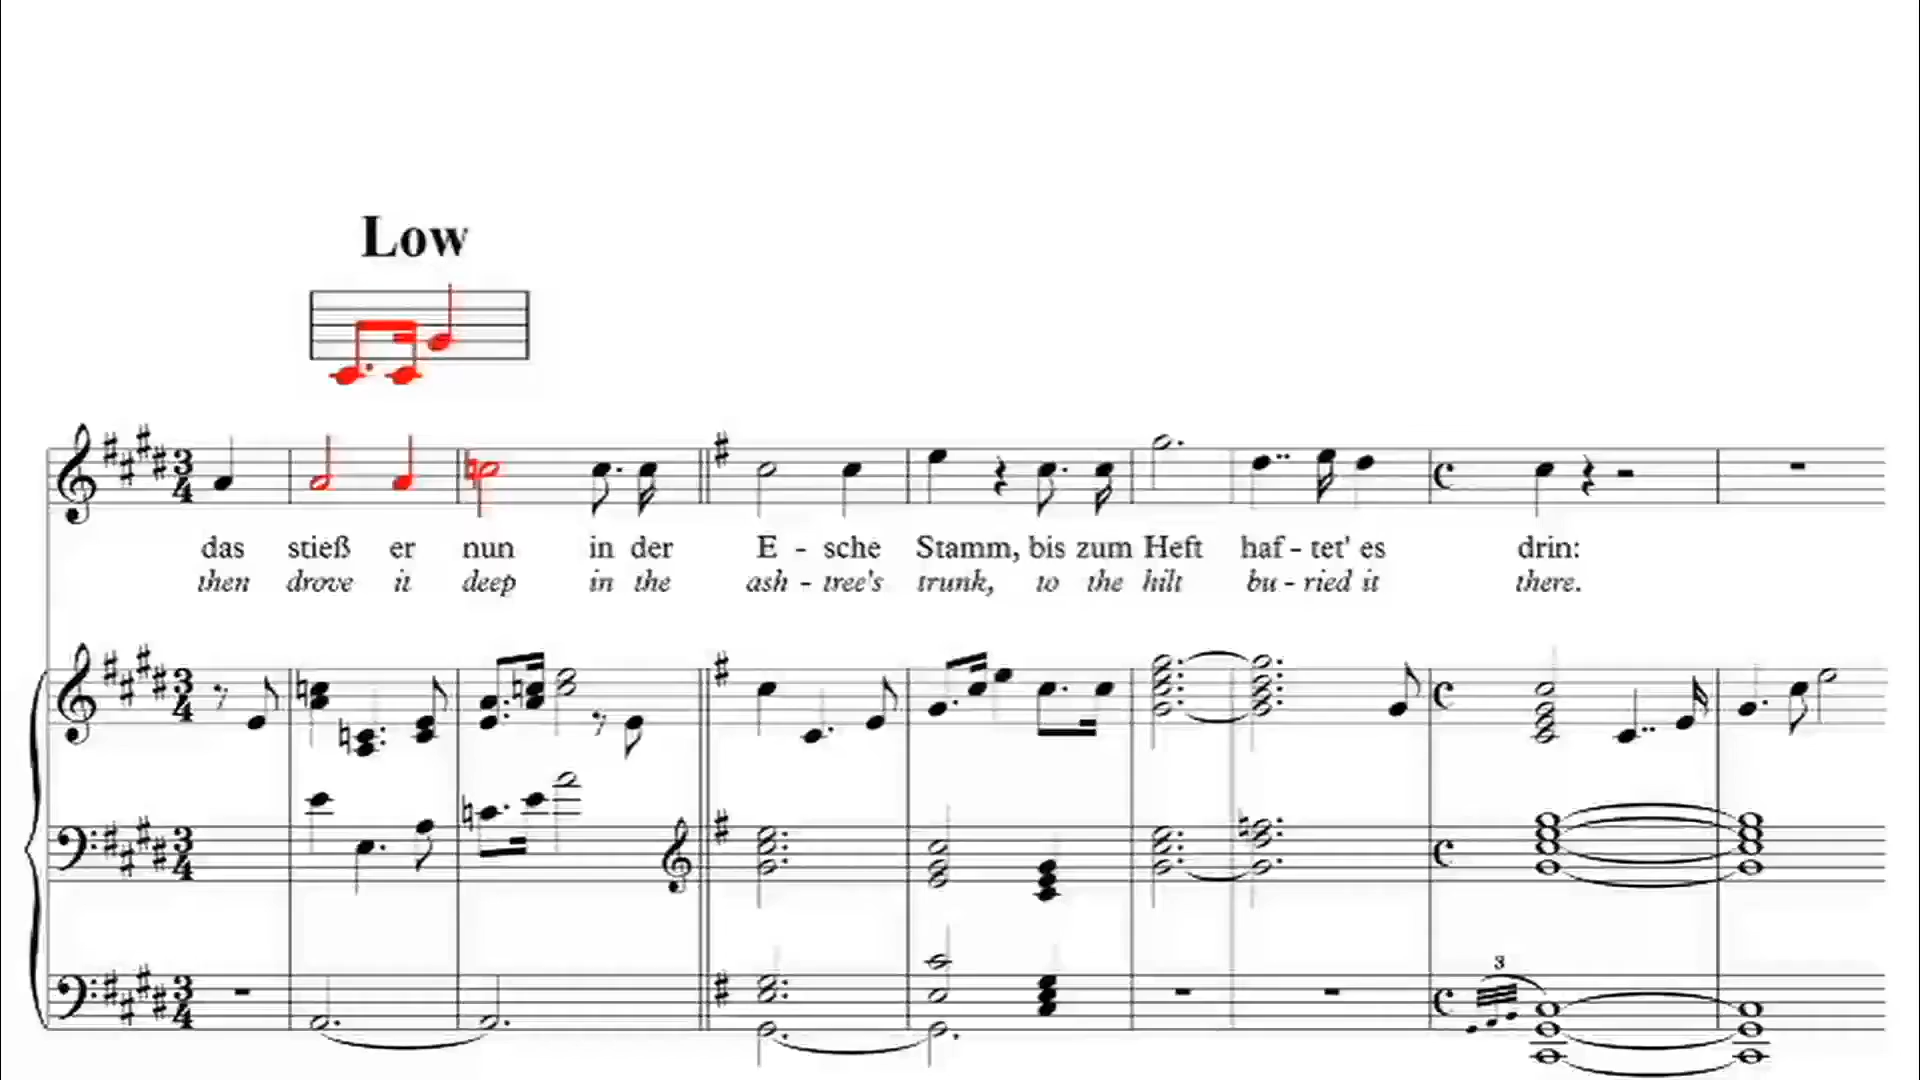 Low
das stieß er nun in der E - sche Stamm, bis zum Heft haf - tet' es drin:
then drove it deep in the ash - tree's trunk, to the hilt bu - ried it there.
3